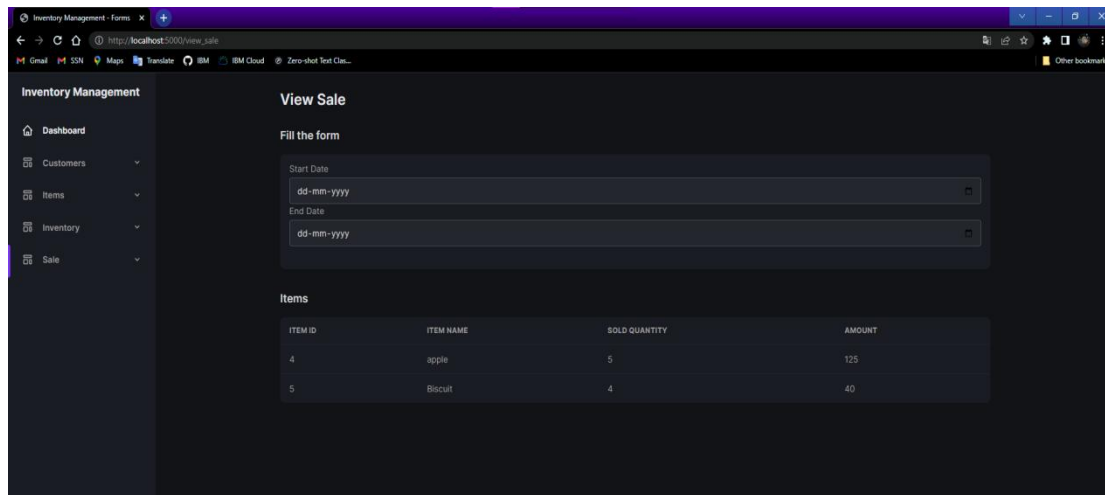 Inventory Management - Forms
http://localhost:5000/view_sale
Gmail SSN Maps Translate IBM IBM Cloud Zero-shot Text Clas... Other bookmark
Inventory Management
Dashboard
Customers
Items
Inventory
Sale
View Sale
Fill the form
Start Date
dd-mm-yyyy
End Date
dd-mm-yyyy
Items
ITEM ID ITEM NAME SOLD QUANTITY AMOUNT
4 apple 5 125
5 Biscuit 4 40